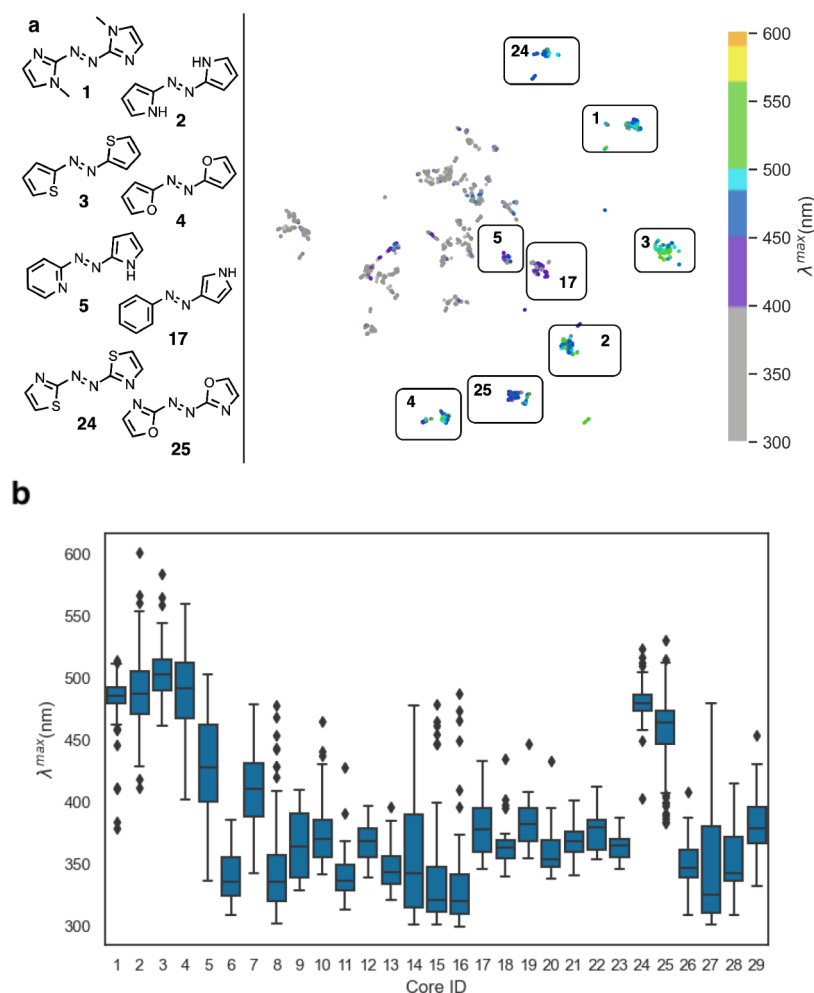 a
N N N N
N N
1
HN
N N
NH
2
S
N N
S
3
O
N N
O
4
N N
N N
H
5
NH
N N
17
N S
N N
S N
24
O
N N N N
O
25
24
1
5
17
3
2
25
4
600
550
500
450
400
350
300
λmax(nm)
b
600
550
500
450
400
350
300
λmax(nm)
1 2 3 4 5 6 7 8 9 10 11 12 13 14 15 16 17 18 19 20 21 22 23 24 25 26 27 28 29
Core ID